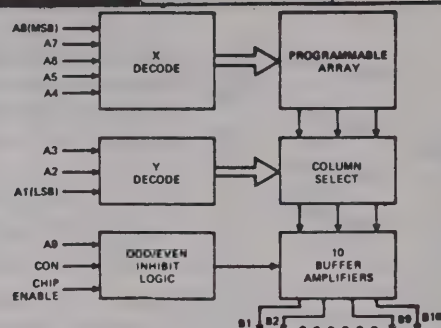 A8(MSB)
A7
A6
A5
A4
X
DECODE
PROGRAMMABLE
ARRAY
A3
A2
A1(LSB)
Y
DECODE
COLUMN
SELECT
A9
CON
CHIP
ENABLE
ODD/EVEN
INHIBIT
LOGIC
10
BUFFER
AMPLIFIERS
B1
B2
B9
B10